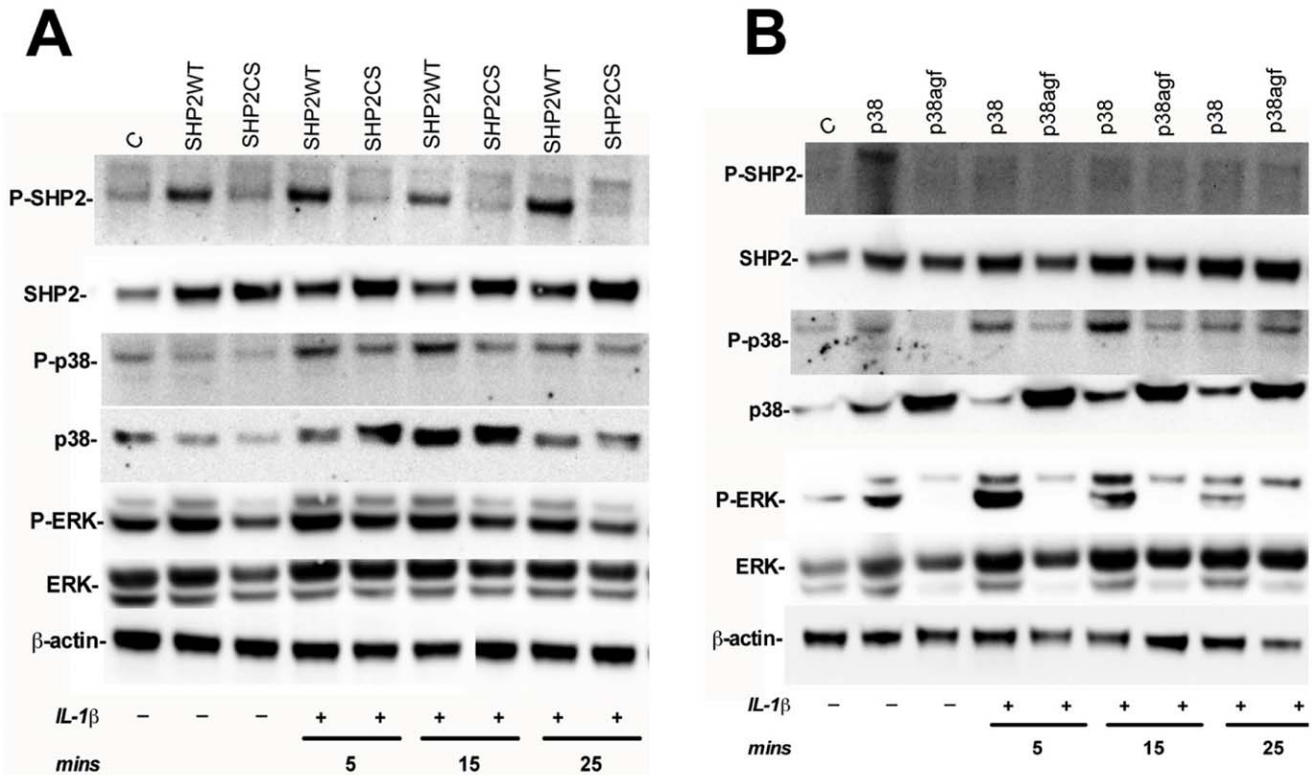 A
C SHP2WT SHP2CS SHP2WT SHP2CS SHP2WT SHP2CS SHP2WT SHP2CS
P-SHP2-
SHP2-
P-p38-
p38-
P-ERK-
ERK-
β-actin-
IL-1β – – – + + + + + +
mins 5 15 25
B
C p38 p38agf p38 p38agf p38 p38agf p38 p38agf
P-SHP2-
SHP2-
P-p38-
p38-
P-ERK-
ERK-
β-actin-
IL-1β – – – + + + + + +
mins 5 15 25